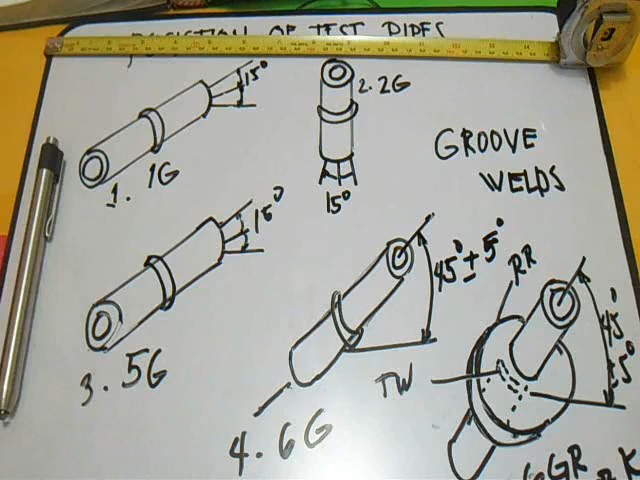 POSITION OF TEST PIPES
15°
1. 1G
2. 2G
15°
GROOVE
WELDS
15°
3. 5G
45° ± 5°
4. 6G
RR
45° ± 5°
TW
6GR